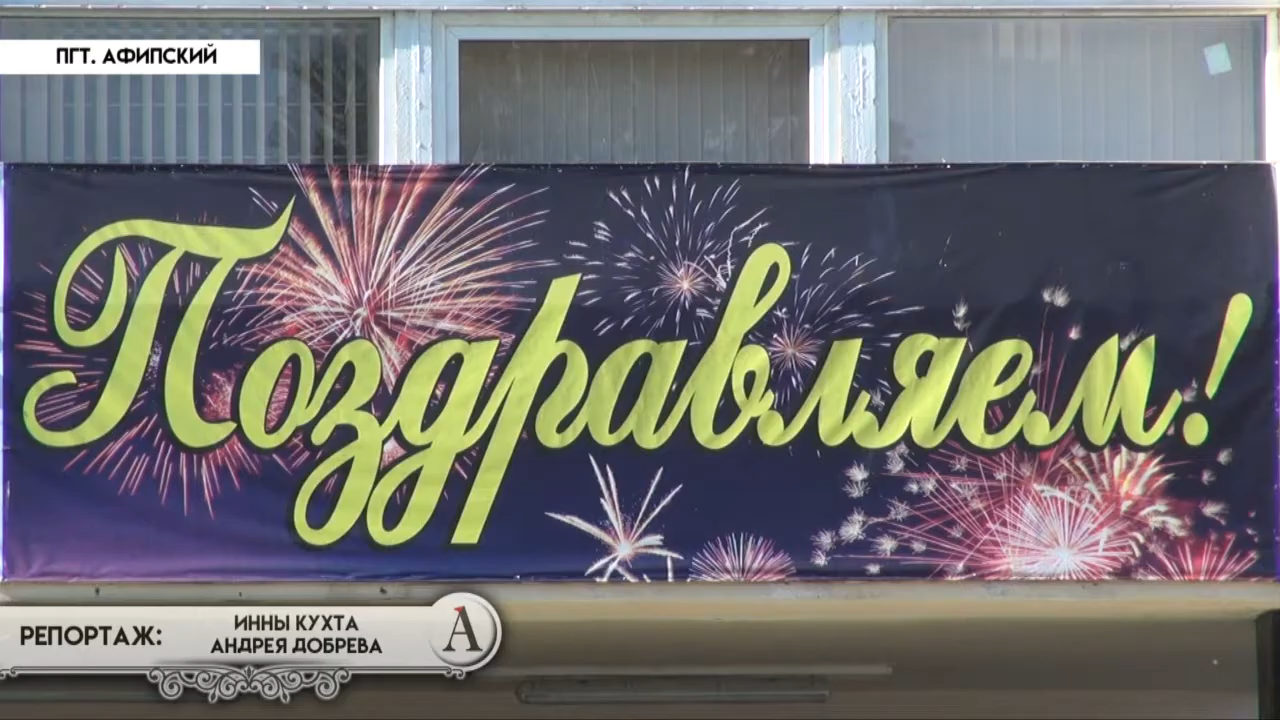 ПГТ. АФИПСКИЙ
Поздравляем!
РЕПОРТАЖ:
ИННЫ КУХТА
АНДРЕЯ ДОБРЕВА
А